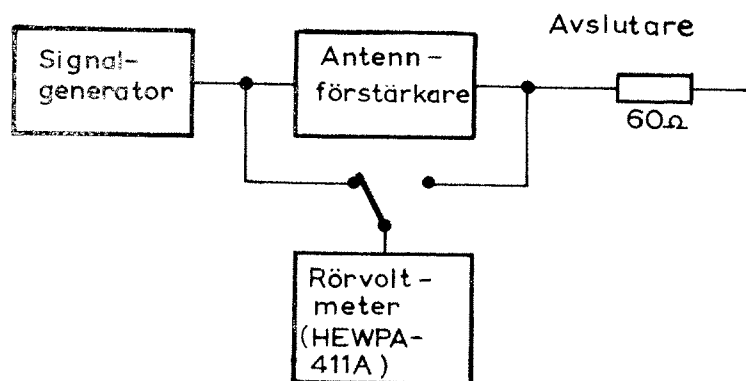 Avslutare
Signal-
generator
Antenn-
förstärkare
60Ω
Rörvolt-
meter
(HEWPA-
411A)